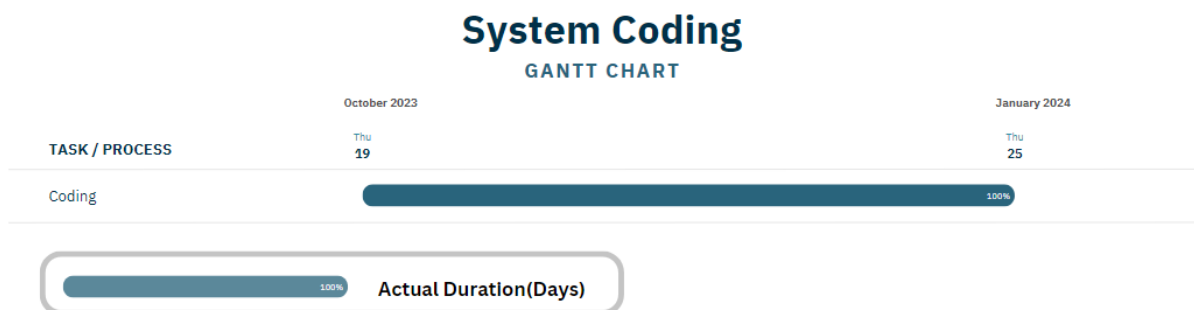 System Coding
GANTT CHART
October 2023 January 2024
Thu Thu
TASK / PROCESS 19 25
Coding 100%
100% Actual Duration(Days)